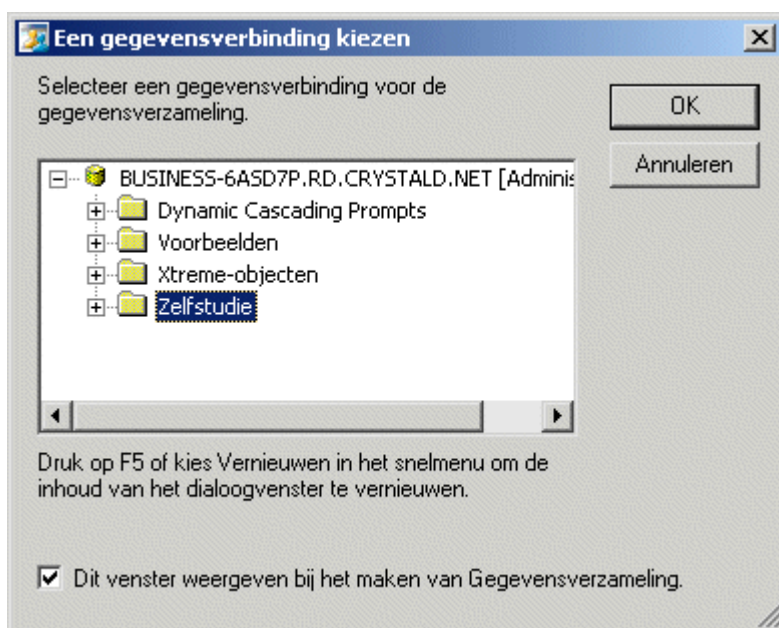 Een gegevensverbinding kiezen
Selecteer een gegevensverbinding voor de
gegevensverzameling.
OK
Annuleren
BUSINESS-6ASD7P.RD.CRYSTALD.NET [Adminis
Dynamic Cascading Prompts
Voorbeelden
Xtreme-objecten
Zelfstudie
Druk op F5 of kies Vernieuwen in het snelmenu om de
inhoud van het dialoogvenster te vernieuwen.
Dit venster weergeven bij het maken van Gegevensverzameling.